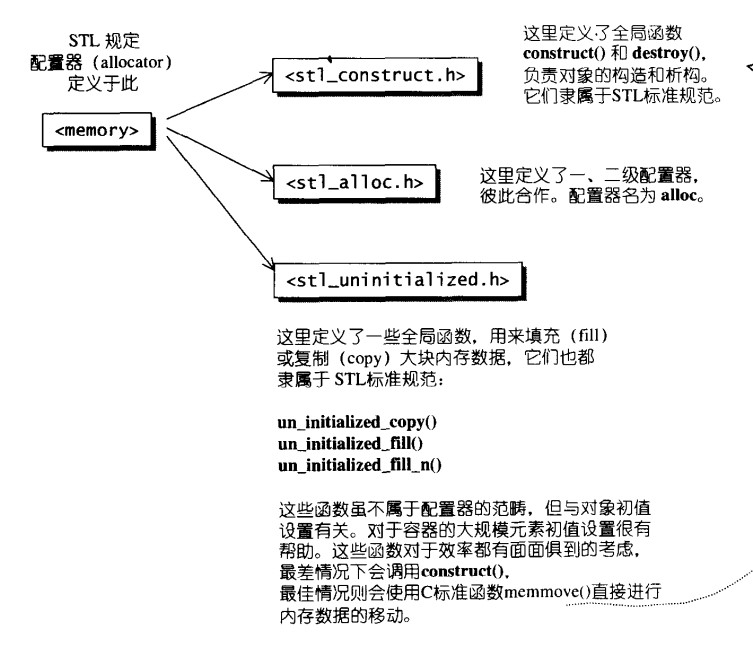 STL 规定
配置器（allocator）
定义于此
<memory>
<stl_construct.h>
这里定义了全局函数
construct() 和 destroy()，
负责对象的构造和析构。
它们隶属于STL标准规范。
<stl_alloc.h>
这里定义了一、二级配置器，
彼此合作。配置器名为 alloc。
<stl_uninitialized.h>
这里定义了一些全局函数，用来填充（fill）
或复制（copy）大块内存数据，它们也都
隶属于 STL标准规范：
un_initialized_copy()
un_initialized_fill()
un_initialized_fill_n()
这些函数虽不属于配置器的范畴，但与对象初值
设置有关。对于容器的大规模元素初值设置很有
帮助。这些函数对于效率都有面面俱到的考虑，
最差情况下会调用construct()，
最佳情况则会使用C标准函数memmove()直接进行
内存数据的移动。